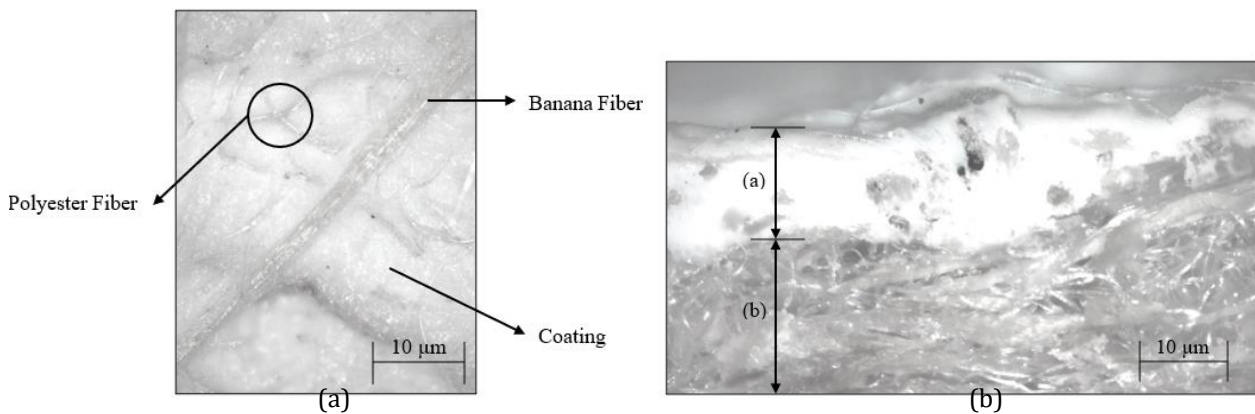 Banana Fiber
Polyester Fiber
Coating
10 µm
(a)
(a)
(b)
10 µm
(b)